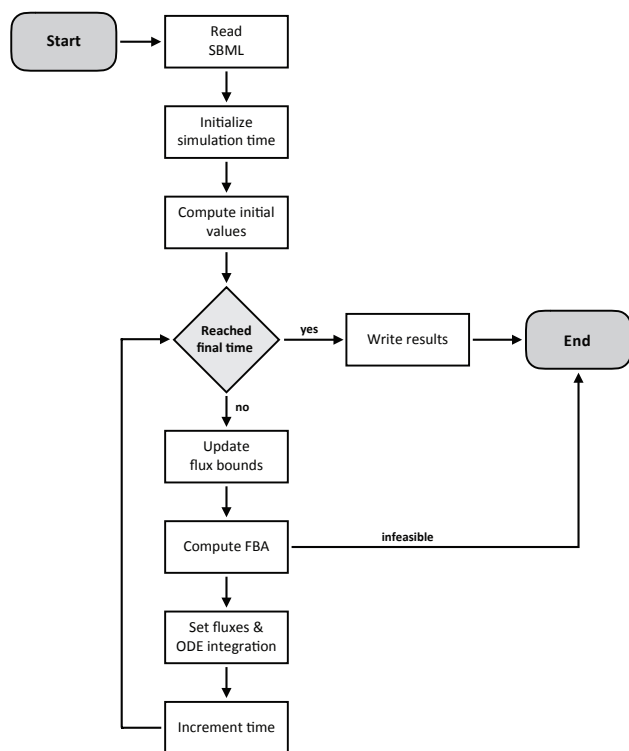 Start
Read
SBML
Initialize
simulation time
Compute initial
values
Reached
final time
yes
Write results
End
no
Update
flux bounds
Compute FBA
infeasible
Set fluxes &
ODE integration
Increment time